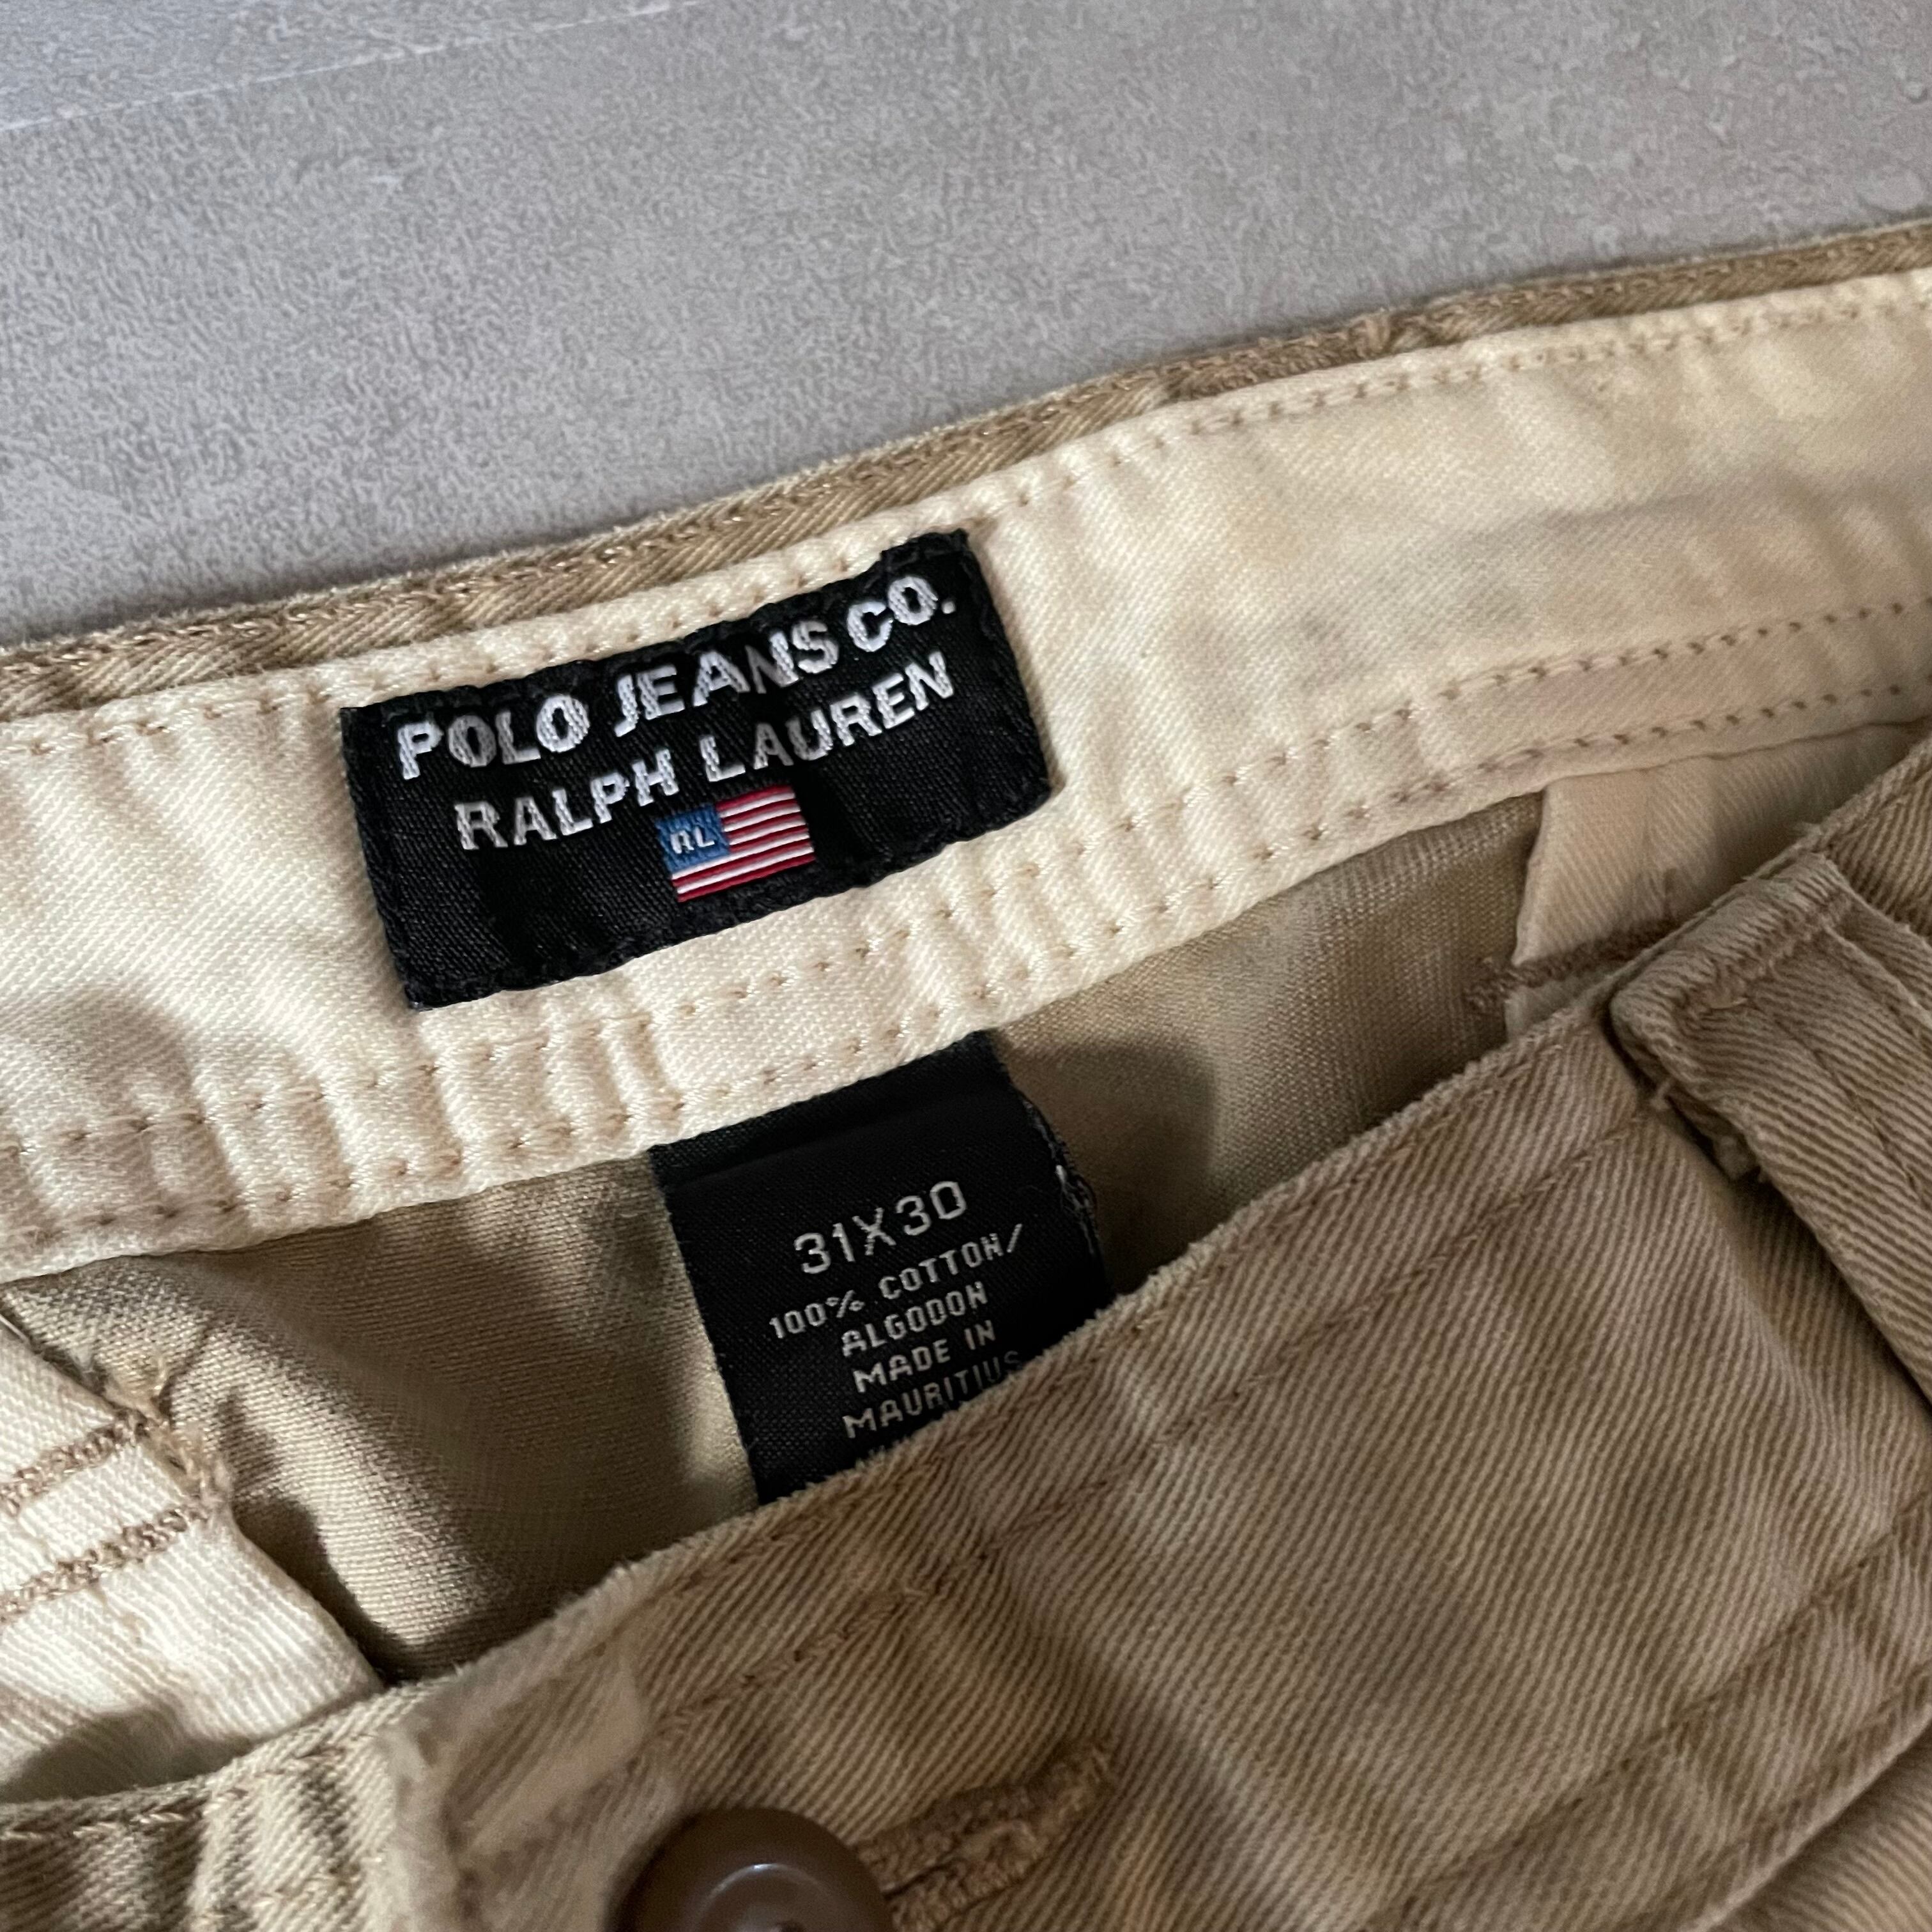 POLO JEANS CO.
RALPH LAUREN
RL
31X30
100% COTTON/
ALGODON
MADE IN
MAURITIUS